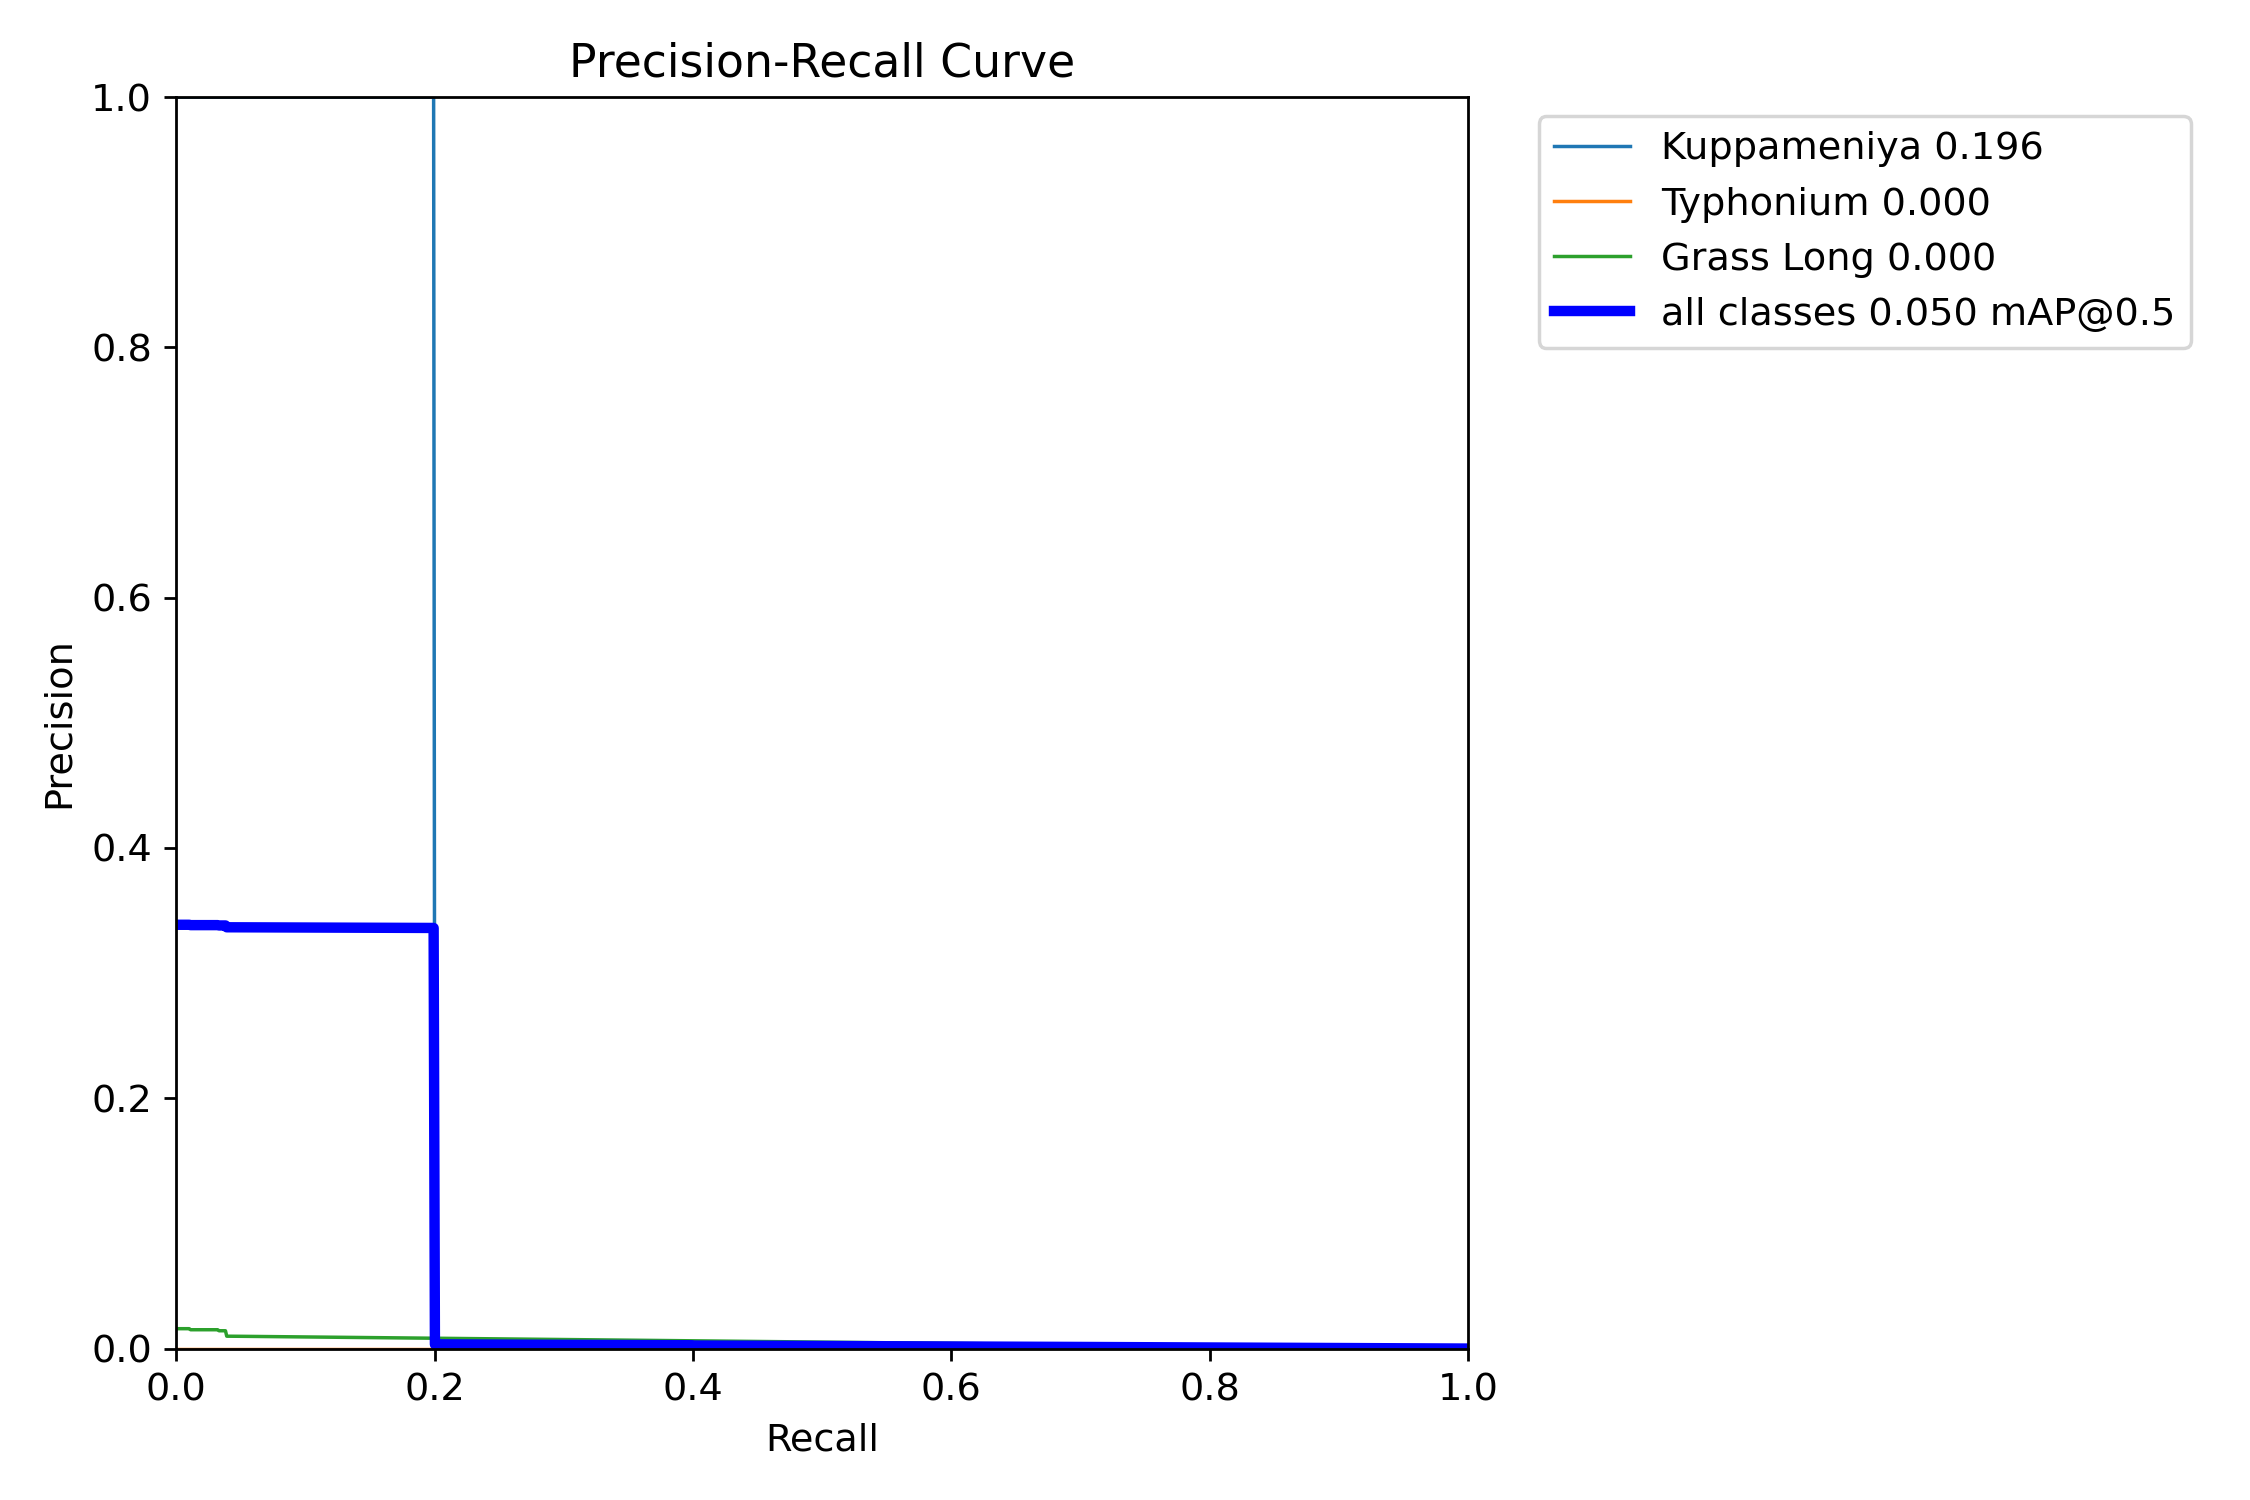 Precision-Recall Curve
1.0
0.8
0.6
0.4
0.2
0.0
Precision
0.0 0.2 0.4 0.6 0.8 1.0
Recall
Kuppameniya 0.196
Typhonium 0.000
Grass Long 0.000
all classes 0.050 mAP@0.5